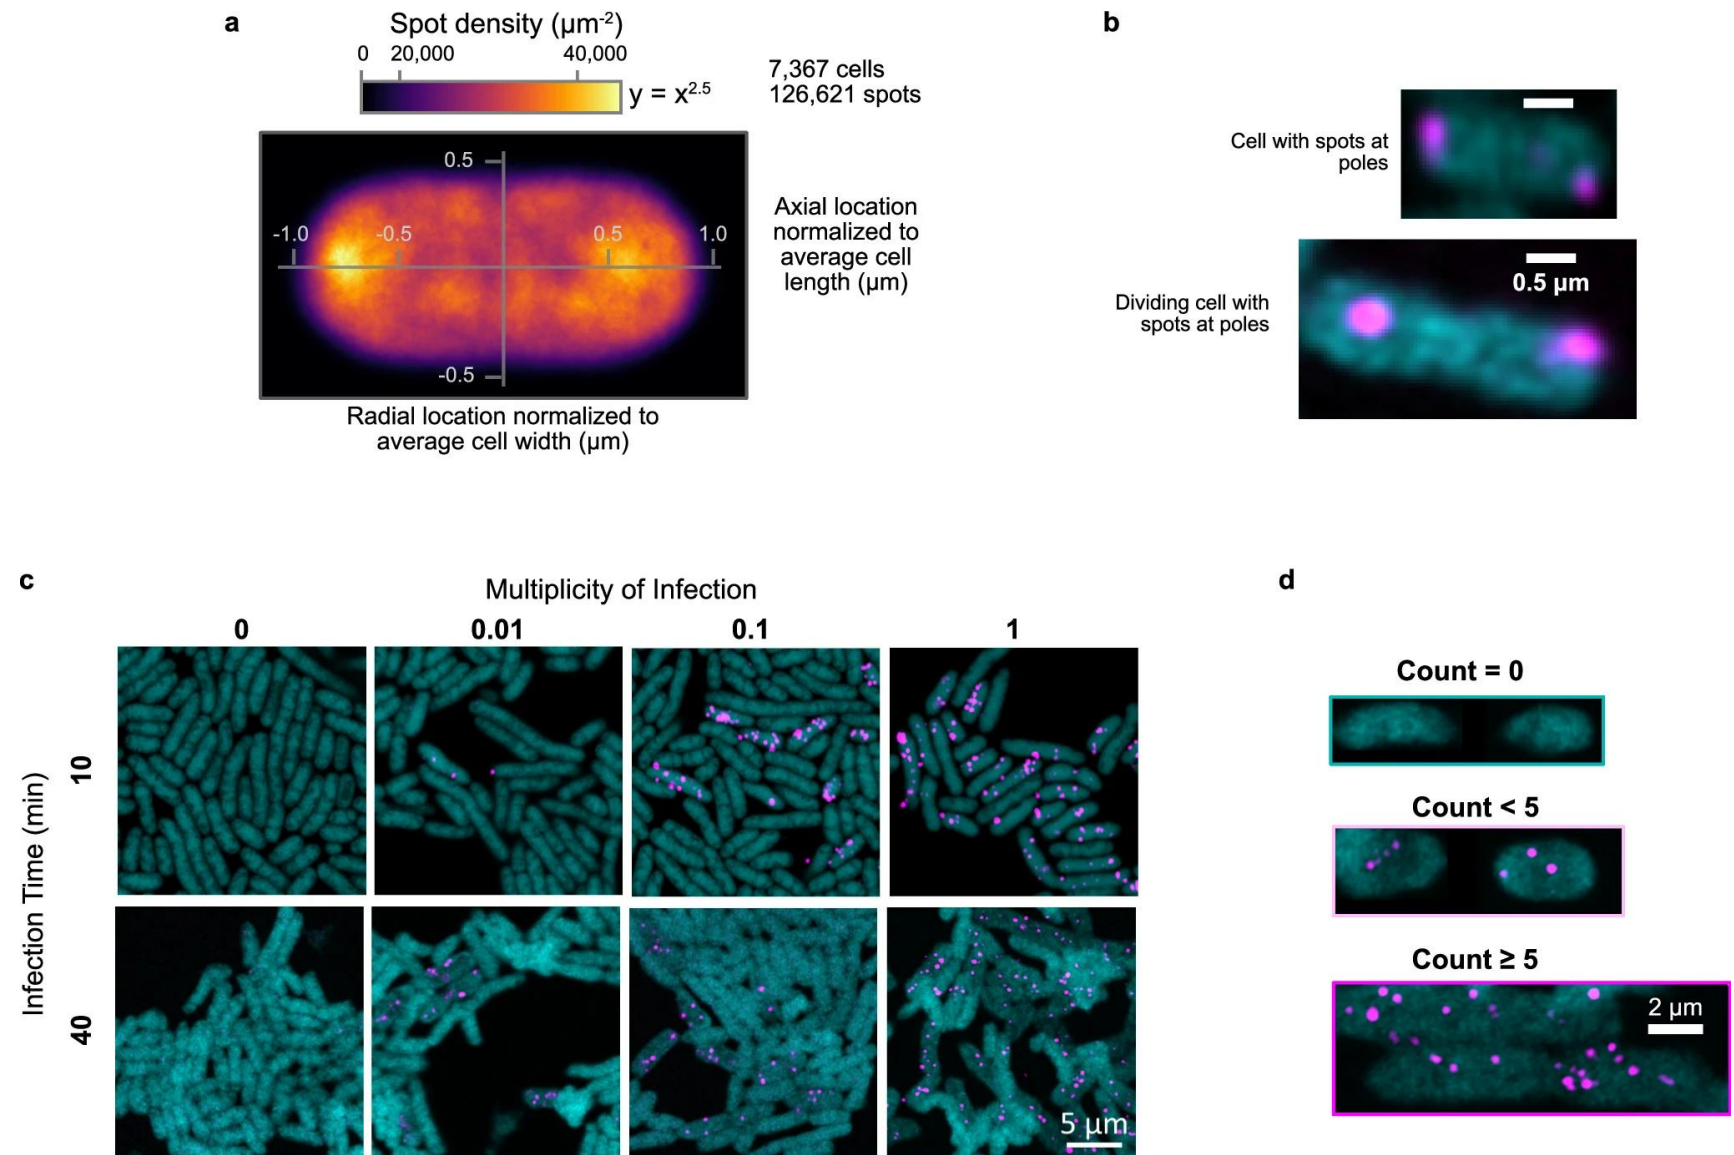 a
Spot density (µm-2)
0 20,000 40,000
y = x2.5
7,367 cells
126,621 spots
0.5
-1.0 -0.5 0.5 1.0
-0.5
Axial location
normalized to
average cell
length (µm)
Radial location normalized to
average cell width (µm)
b
Cell with spots at
poles
Dividing cell with
spots at poles
0.5 µm
c
Multiplicity of Infection
0 0.01 0.1 1
Infection Time (min)
10
40
5 µm
d
Count = 0
Count < 5
Count ≥ 5
2 µm